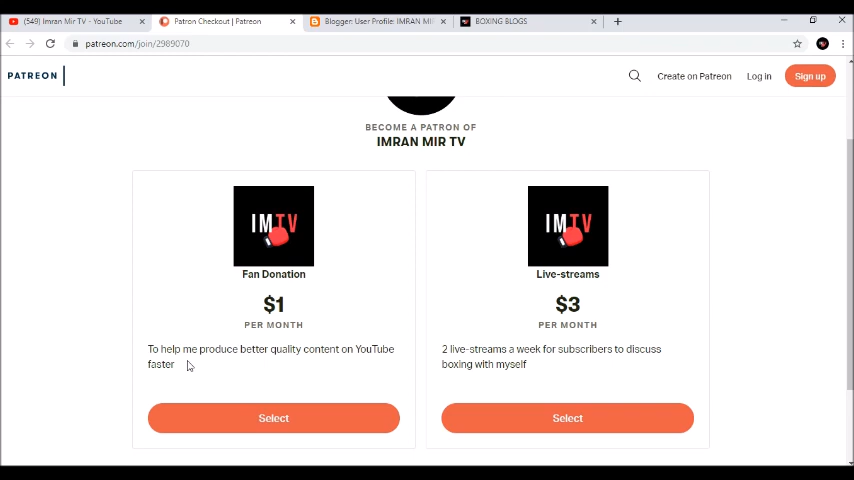 (549) Imran Mir TV - YouTube
Patron Checkout | Patreon
Blogger: User Profile: IMRAN MI
BOXING BLOGS
patreon.com/join/2989070
PATREON
Create on Patreon
Log in
Sign up
BECOME A PATRON OF
IMRAN MIR TV
IMTV
Fan Donation
$1
PER MONTH
To help me produce better quality content on YouTube
faster
Select
IMTV
Live-streams
$3
PER MONTH
2 live-streams a week for subscribers to discuss
boxing with myself
Select